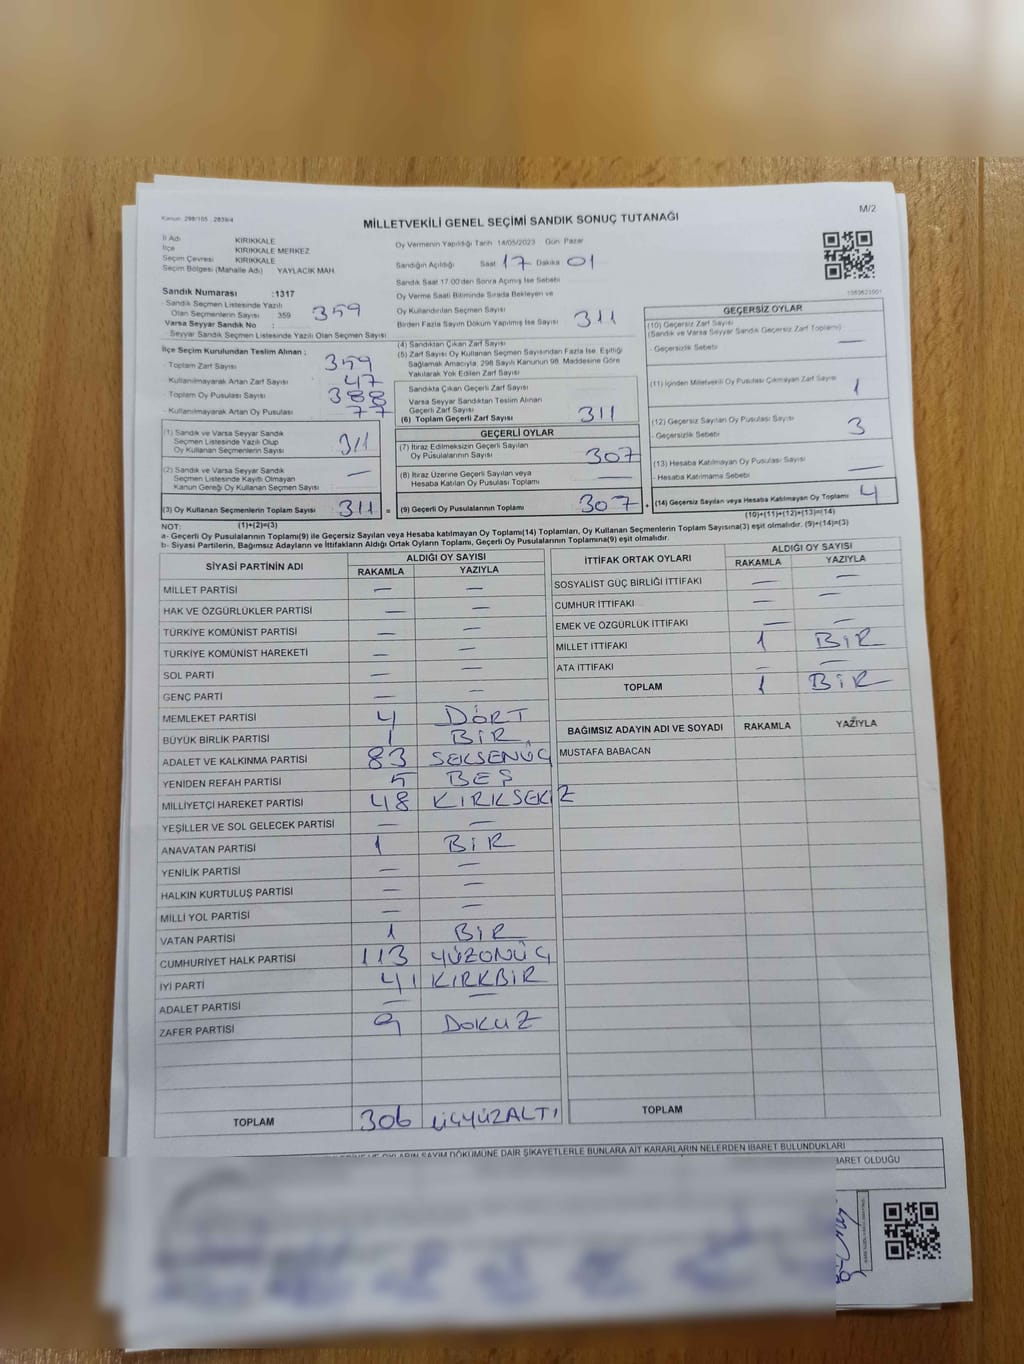 M/2
Kanun: 298/105 , 2839/4
MİLLETVEKİLİ GENEL SEÇİMİ SANDIK SONUÇ TUTANAĞI
İl Adı KIRIKKALE
İlçe KIRIKKALE MERKEZ
Seçim Çevresi KIRIKKALE
Seçim Bölgesi (Mahalle Adı) YAYLACIK MAH.
Sandık Numarası :1317
Sandık Seçmen Listesinde Yazılı
Olan Seçmenlerin Sayısı 359 359
Varsa Seyyar Sandık No :
Seyyar Sandık Seçmen Listesinde Yazılı Olan Seçmen Sayısı
İlçe Seçim Kurulundan Teslim Alınan ;
Toplam Zarf Sayısı 359
Kullanılmayarak Artan Zarf Sayısı 47
Toplam Oy Pusulası Sayısı 388
Kullanılmayarak Artan Oy Pusulası 77
(1) Sandık ve Varsa Seyyar Sandık
Seçmen Listesinde Yazılı Olup
Oy Kullanan Seçmenlerin Sayısı 311
(2) Sandık ve Varsa Seyyar Sandık
Seçmen Listesinde Kayıtlı Olmayan
Kanun Gereği Oy Kullanan Seçmen Sayısı —
(3) Oy Kullanan Seçmenlerin Toplam Sayısı 311 =
(1)+(2)=(3)
Oy Vermenin Yapıldığı Tarih 14/05/2023 Gün Pazar
Sandığın Açıldığı Saat 17 Dakika 01
Sandık Saat 17:00'den Sonra Açılmış İse Sebebi
Oy Verme Saati Bitiminde Sırada Bekleyen ve
Oy Kullandırılan Seçmen Sayısı
Birden Fazla Sayım Döküm Yapılmış İse Sayısı
(4) Sandıktan Çıkan Zarf Sayısı 311
(5) Zarf Sayısı Oy Kullanan Seçmen Sayısından Fazla İse, Eşitliği
Sağlamak Amacıyla, 298 Sayılı Kanunun 98. Maddesine Göre
Yakılarak Yok Edilen Zarf Sayısı
Sandıkta Çıkan Geçerli Zarf Sayısı
Varsa Seyyar Sandıktan Teslim Alınan
Geçerli Zarf Sayısı
(6) Toplam Geçerli Zarf Sayısı 311
GEÇERLİ OYLAR
(7) İtiraz Edilmeksizin Geçerli Sayılan
Oy Pusulalarının Sayısı 307
(8) İtiraz Üzerine Geçerli Sayılan veya
Hesaba Katılan Oy Pusulası Toplamı —
(9) Geçerli Oy Pusulalarının Toplamı 307 +
GEÇERSİZ OYLAR
(10) Geçersiz Zarf Sayısı
(Sandık ve Varsa Seyyar Sandık Geçersiz Zarf Toplamı)
- Geçersizlik Sebebi —
(11) İçinden Milletvekili Oy Pusulası Çıkmayan Zarf Sayısı 1
(12) Geçersiz Sayılan Oy Pusulası Sayısı
- Geçersizlik Sebebi 3
(13) Hesaba Katılmayan Oy Pusulası Sayısı
- Hesaba Katılmama Sebebi —
(14) Geçersiz Sayılan veya Hesaba Katılmayan Oy Toplamı 4
(10)+(11)+(12)+(13)=(14)
NOT:
a- Geçerli Oy Pusulalarının Toplamı(9) ile Geçersiz Sayılan veya Hesaba katılmayan Oy Toplamı(14) Toplamları, Oy Kullanan Seçmenlerin Toplam Sayısına(3) eşit olmalıdır. (9)+(14)=(3)
b- Siyasi Partilerin, Bağımsız Adayların ve İttifakların Aldığı Ortak Oyların Toplamı, Geçerli Oy Pusulalarının Toplamına(9) eşit olmalıdır.
SİYASİ PARTİNİN ADI ALDIĞI OY SAYISI
RAKAMLA YAZIYLA
MİLLET PARTİSİ — —
HAK VE ÖZGÜRLÜKLER PARTİSİ — —
TÜRKİYE KOMÜNİST PARTİSİ — —
TÜRKİYE KOMÜNİST HAREKETİ — —
SOL PARTİ — —
GENÇ PARTİ — —
MEMLEKET PARTİSİ 4 DÖRT
BÜYÜK BİRLİK PARTİSİ 1 BİR
ADALET VE KALKINMA PARTİSİ 83 SEKSENÜÇ
YENİDEN REFAH PARTİSİ 5 BEŞ
MİLLİYETÇİ HAREKET PARTİSİ 48 KIRKSEKİZ
YEŞİLLER VE SOL GELECEK PARTİSİ — —
ANAVATAN PARTİSİ 1 BİR
YENİLİK PARTİSİ — —
HALKIN KURTULUŞ PARTİSİ — —
MİLLİ YOL PARTİSİ — —
VATAN PARTİSİ 1 BİR
CUMHURİYET HALK PARTİSİ 113 YÜZONÜÇ
İYİ PARTİ 41 KIRKBİR
ADALET PARTİSİ — —
ZAFER PARTİSİ 9 DOKUZ
TOPLAM 306 ÜÇYÜZALTI
İTTİFAK ORTAK OYLARI ALDIĞI OY SAYISI
RAKAMLA YAZIYLA
SOSYALİST GÜÇ BİRLİĞİ İTTİFAKI — —
CUMHUR İTTİFAKI — —
EMEK VE ÖZGÜRLÜK İTTİFAKI — —
MİLLET İTTİFAKI 1 BİR
ATA İTTİFAKI — —
TOPLAM 1 BİR
BAĞIMSIZ ADAYIN ADI VE SOYADI RAKAMLA YAZIYLA
MUSTAFA BABACAN
TOPLAM
OYLARIN SAYIM DÖKÜMÜNE DAİR ŞİKAYETLERLE BUNLARA AİT KARARLARIN NELERDEN İBARET BULUNDUKLARI
İBARET OLDUĞU